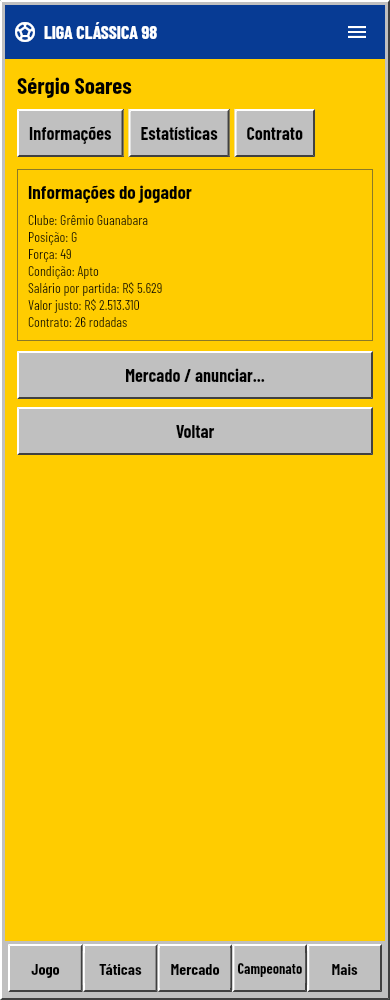 LIGA CLÁSSICA 98
Sérgio Soares
Informações Estatísticas Contrato
Informações do jogador
Clube: Grêmio Guanabara
Posição: G
Força: 49
Condição: Apto
Salário por partida: R$ 5.629
Valor justo: R$ 2.513.310
Contrato: 26 rodadas
Mercado / anunciar...
Voltar
Jogo Táticas Mercado Campeonato Mais